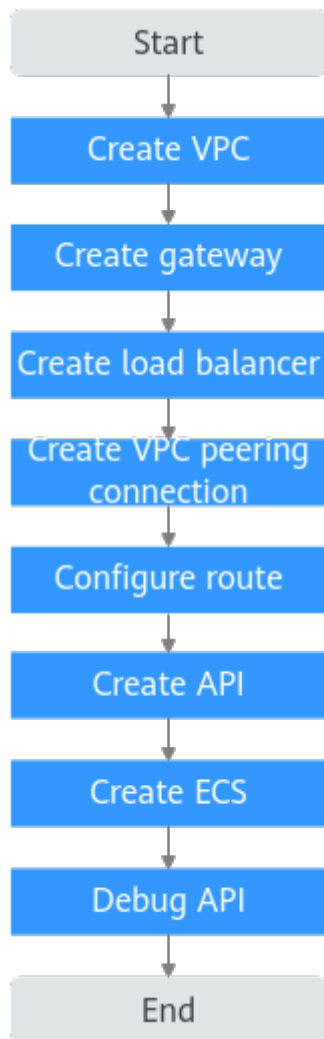 Start
Create VPC
Create gateway
Create load balancer
Create VPC peering
connection
Configure route
Create API
Create ECS
Debug API
End